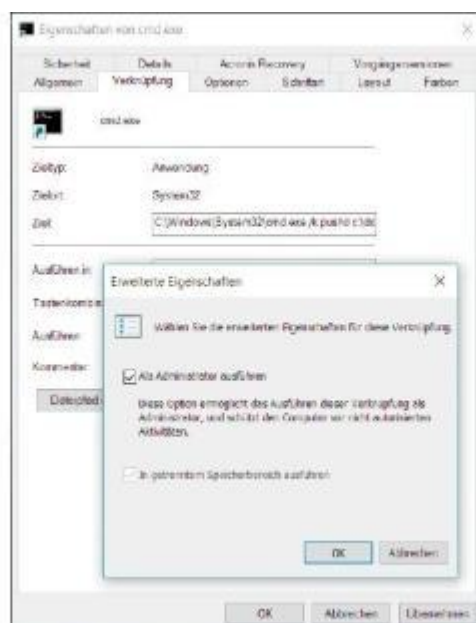 Eigenschaften von cmd.exe
Sicherheit Details Acronis Recovery Vorgängerversionen
Allgemein Verknüpfung Optionen Schriftart Layout Farben
cmd.exe
Zieltyp: Anwendung
Zielort: System32
Ziel: C:\Windows\System32\cmd.exe /k pushd c:\
Ausführen in:
Tastenkombi
Ausführen
Kommentar:
Dateipfad
Erweiterte Eigenschaften
Wählen Sie die erweiterten Eigenschaften für diese Verknüpfung.
Als Administrator ausführen
Diese Option ermöglicht das Ausführen dieser Verknüpfung als
Administrator, und schützt den Computer vor nicht autorisierten
Aktivitäten.
In getrenntem Speicherbereich ausführen
OK Abbrechen
OK Abbrechen Übernehmen